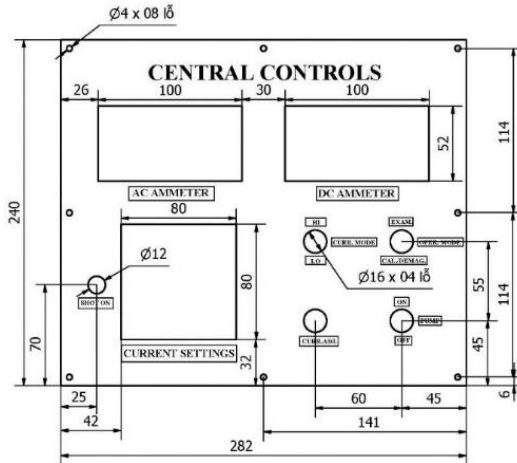 Ø4 x 08 lỗ
CENTRAL CONTROLS
26
100
30
100
52
114
240
AC AMMETER
DC AMMETER
80
HI
EXAM.
CURR. MODE
OPER. MODE
LO
CAL-DEMAG.
Ø12
Ø16 x 04 lỗ
SHOT ON
80
55
114
ON
PUMP
CURR.ADJ.
OFF
70
CURRENT SETTINGS
32
45
25
60
45
6
42
141
282